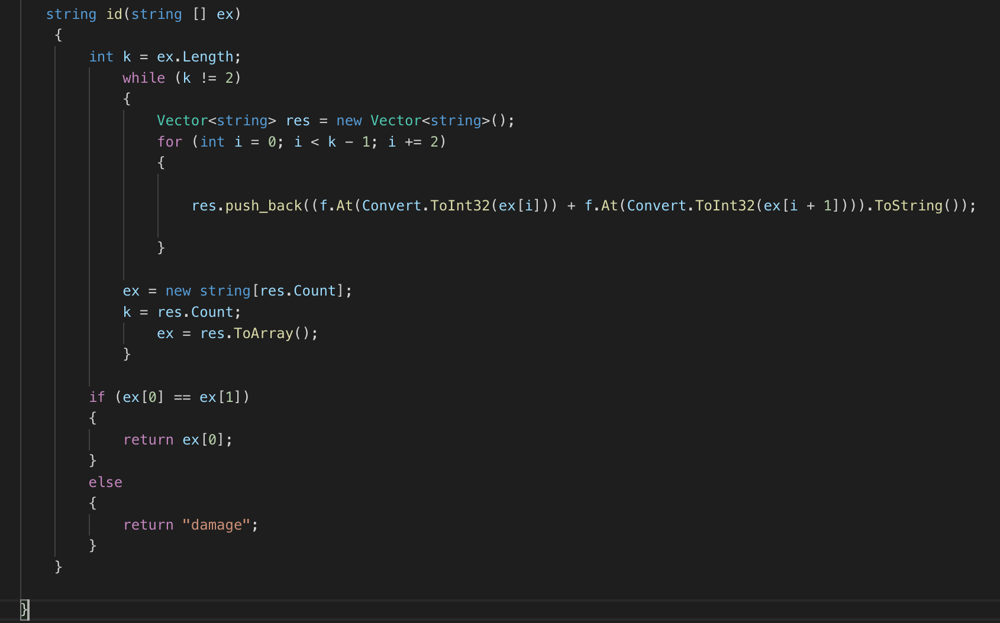 string id(string [] ex)
{
int k = ex.Length;
while (k != 2)
{
Vector<string> res = new Vector<string>();
for (int i = 0; i < k - 1; i += 2)
{
res.push_back((f.At(Convert.ToInt32(ex[i])) + f.At(Convert.ToInt32(ex[i + 1]))).ToString());
}
ex = new string[res.Count];
k = res.Count;
ex = res.ToArray();
}
if (ex[0] == ex[1])
{
return ex[0];
}
else
{
return "damage";
}
}
}